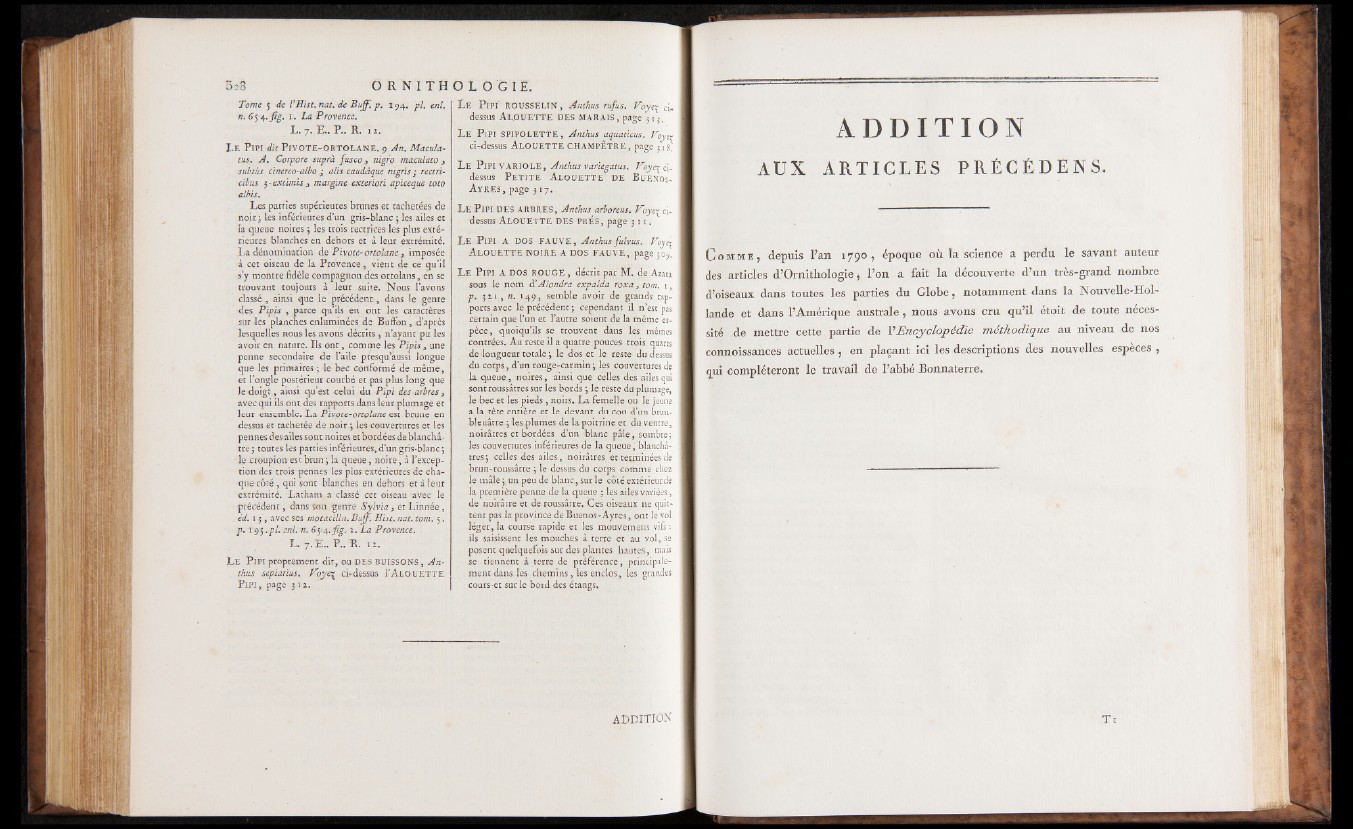 328 ORNITHOLOGIE.
Tome 5 de l'Hist. nat. de Buff. p. 194. pl. enl.
n. 654. fig. 1. La Provence.
L. 7. E.. P.. R. 12.
LE PIPI dit PIVOTE-ORTOLANE. 9 An. Macula-
tus. A. Corpore suprà fusco, nigro maculato,
subtùs cinereo-albo; alis caudâque nigris; rectri-
cibus 3-extimis, margine exteriori apiceque toto
albis.
Les parties supérieures brunes et tachetées de
noir; les inférieures d'un gris-blanc; les ailes et
la queue noires; les trois rectrices les plus exté-
rieures blanches en dehors et à leur extrémité.
La dénomination de Pivote-ortolane, imposée
à cet oiseau de la Provence, vient de ce qu'il
s'y montre fidèle compagnon des ortolans, en se
trouvant toujours à leur suite. Nous l'avons
classé, ainsi que le précédent, dans le genre
des Pipis, parce qu'ils en ont les caractères
sur les planches enluminées de Buffon, d'après
lesquelles nous les avons décrits, n'ayant pu les
avoir en nature. Ils ont, comme les Pipis, une
penne secondaire de l'aile presqu'aussi longue
que les primaires; le bec conformé de même,
et l'ongle postérieur courbé et pas plus long que
le doigt, ainsi qu'est celui du Pipi des arbres,
avec qui ils ont des rapports dans leur plumage et
leur ensemble. La Pivote-ortolane est brune en
dessus et tachetée de noir; les couvertures et les
pennes des ailes sont noires et bordées de blanchâ-
tre; toutes les parties inférieures, d'un gris-blanc;
le croupion est brun; la queue, noire, à l'excep-
tion des trois pennes les plus extérieures de cha-
que côté, qui sont blanches en dehors et à leur
extrémité. Latham a classé cet oiseau avec le
précédent, dans son genre Sylvia, et Linnée,
éd. 13, avec ses motacilla. Buff. Hist. nat. tom. 5.
p. 195. pl. enl. n. 654. fig. 2. La Provence.
L. 7. E.. P.. R. 12.
LE PIPI proprement dit, ou DES BUISSONS, An-
thus sepiarius. Voyez ci-dessus l'ALOUETTE
PIPI, page 312.
LE PIPI ROUSSELIN, Anthus rufus. Voyez ci-
dessus ALOUETTE DES MARAIS, page 313.
LE PIPI SPIPOLETTE, Anthus aquaticus. Voyez
ci-dessus ALOUETTE CHAMPÊTRE, page 318.
LE PIPI VARIOLE, Anthus variegatus. Voyez ci-
dessus PETITE ALOUETTE DE BUENOS-
AYRES, page 317.
LE PIPI DES ARBRES, Anthus arboreus. Voyez ci-
dessus ALOUETTE DES PRÉS, page 311.
LE PIPI A DOS FAUVE, Anthus fulvus. Voyez
ALOUETTE NOIRE A DOS FAUVE, page 309.
LE PIPI A DOS ROUGE, décrit par M. de Azara
sous le nom d'Alondra expalda roxa, tom. 1,
p. 321, n. 149, semble avoir de grands rap-
ports avec le précédent; cependant il n'est pas
certain que l'un et l'autre soient de la même es-
pèce, quoiqu'ils se trouvent dans les mêmes
contrées. Au reste il a quatre pouces trois quarts
de longueur totale; le dos et le reste du dessus
du corps, d'un rouge-carmin; les couvertures de
la queue, noires, ainsi que celles des ailes qui
sont roussâtres sur les bords; le reste du plumage,
le bec et les pieds, noirs. La femelle ou le jeune
a la tête entière et le devant du cou d'un brun-
bleuâtre; les plumes de la poitrine et du ventre,
noirâtres et bordées d'un blanc pâle, sombre;
les couvertures inférieures de la queue, blanchâ-
tres; celles des ailes, noirâtres et terminées de
brun-roussâtre; le dessus du corps comme chez
le mâle; un peu de blanc, sur le côté extérieur de
la première penne de la queue; les ailes variées,
de noirâtre et de roussâtre. Ces oiseaux ne quit-
tent pas la province de Buenos-Ayres, ont le vol
léger, la course rapide et les mouvemens vifs:
ils saisissent les mouches à terre et au vol, se
posent quelquefois sur des plantes hautes, mais
se tiennent à terre de préférence, principale-
ment dans les chemins, les enclos, les grandes
cours et sur le bord des étangs.
ADDITION
ADDITION
AUX ARTICLES PRÉCÉDENS.
COMME, depuis l'an 1790, époque où la science a perdu le savant auteur
des articles d'Ornithologie, l'on a fait la découverte d'un très-grand nombre
d'oiseaux dans toutes les parties du Globe, notamment dans la Nouvelle-Hol-
lande et dans l'Amérique australe, nous avons cru qu'il étoit de toute néces-
sité de mettre cette partie de l'Encyclopédie méthodique au niveau de nos
connoissances actuelles, en plaçant ici les descriptions des nouvelles espèces,
qui compléteront le travail de l'abbé Bonnaterre.
Tt